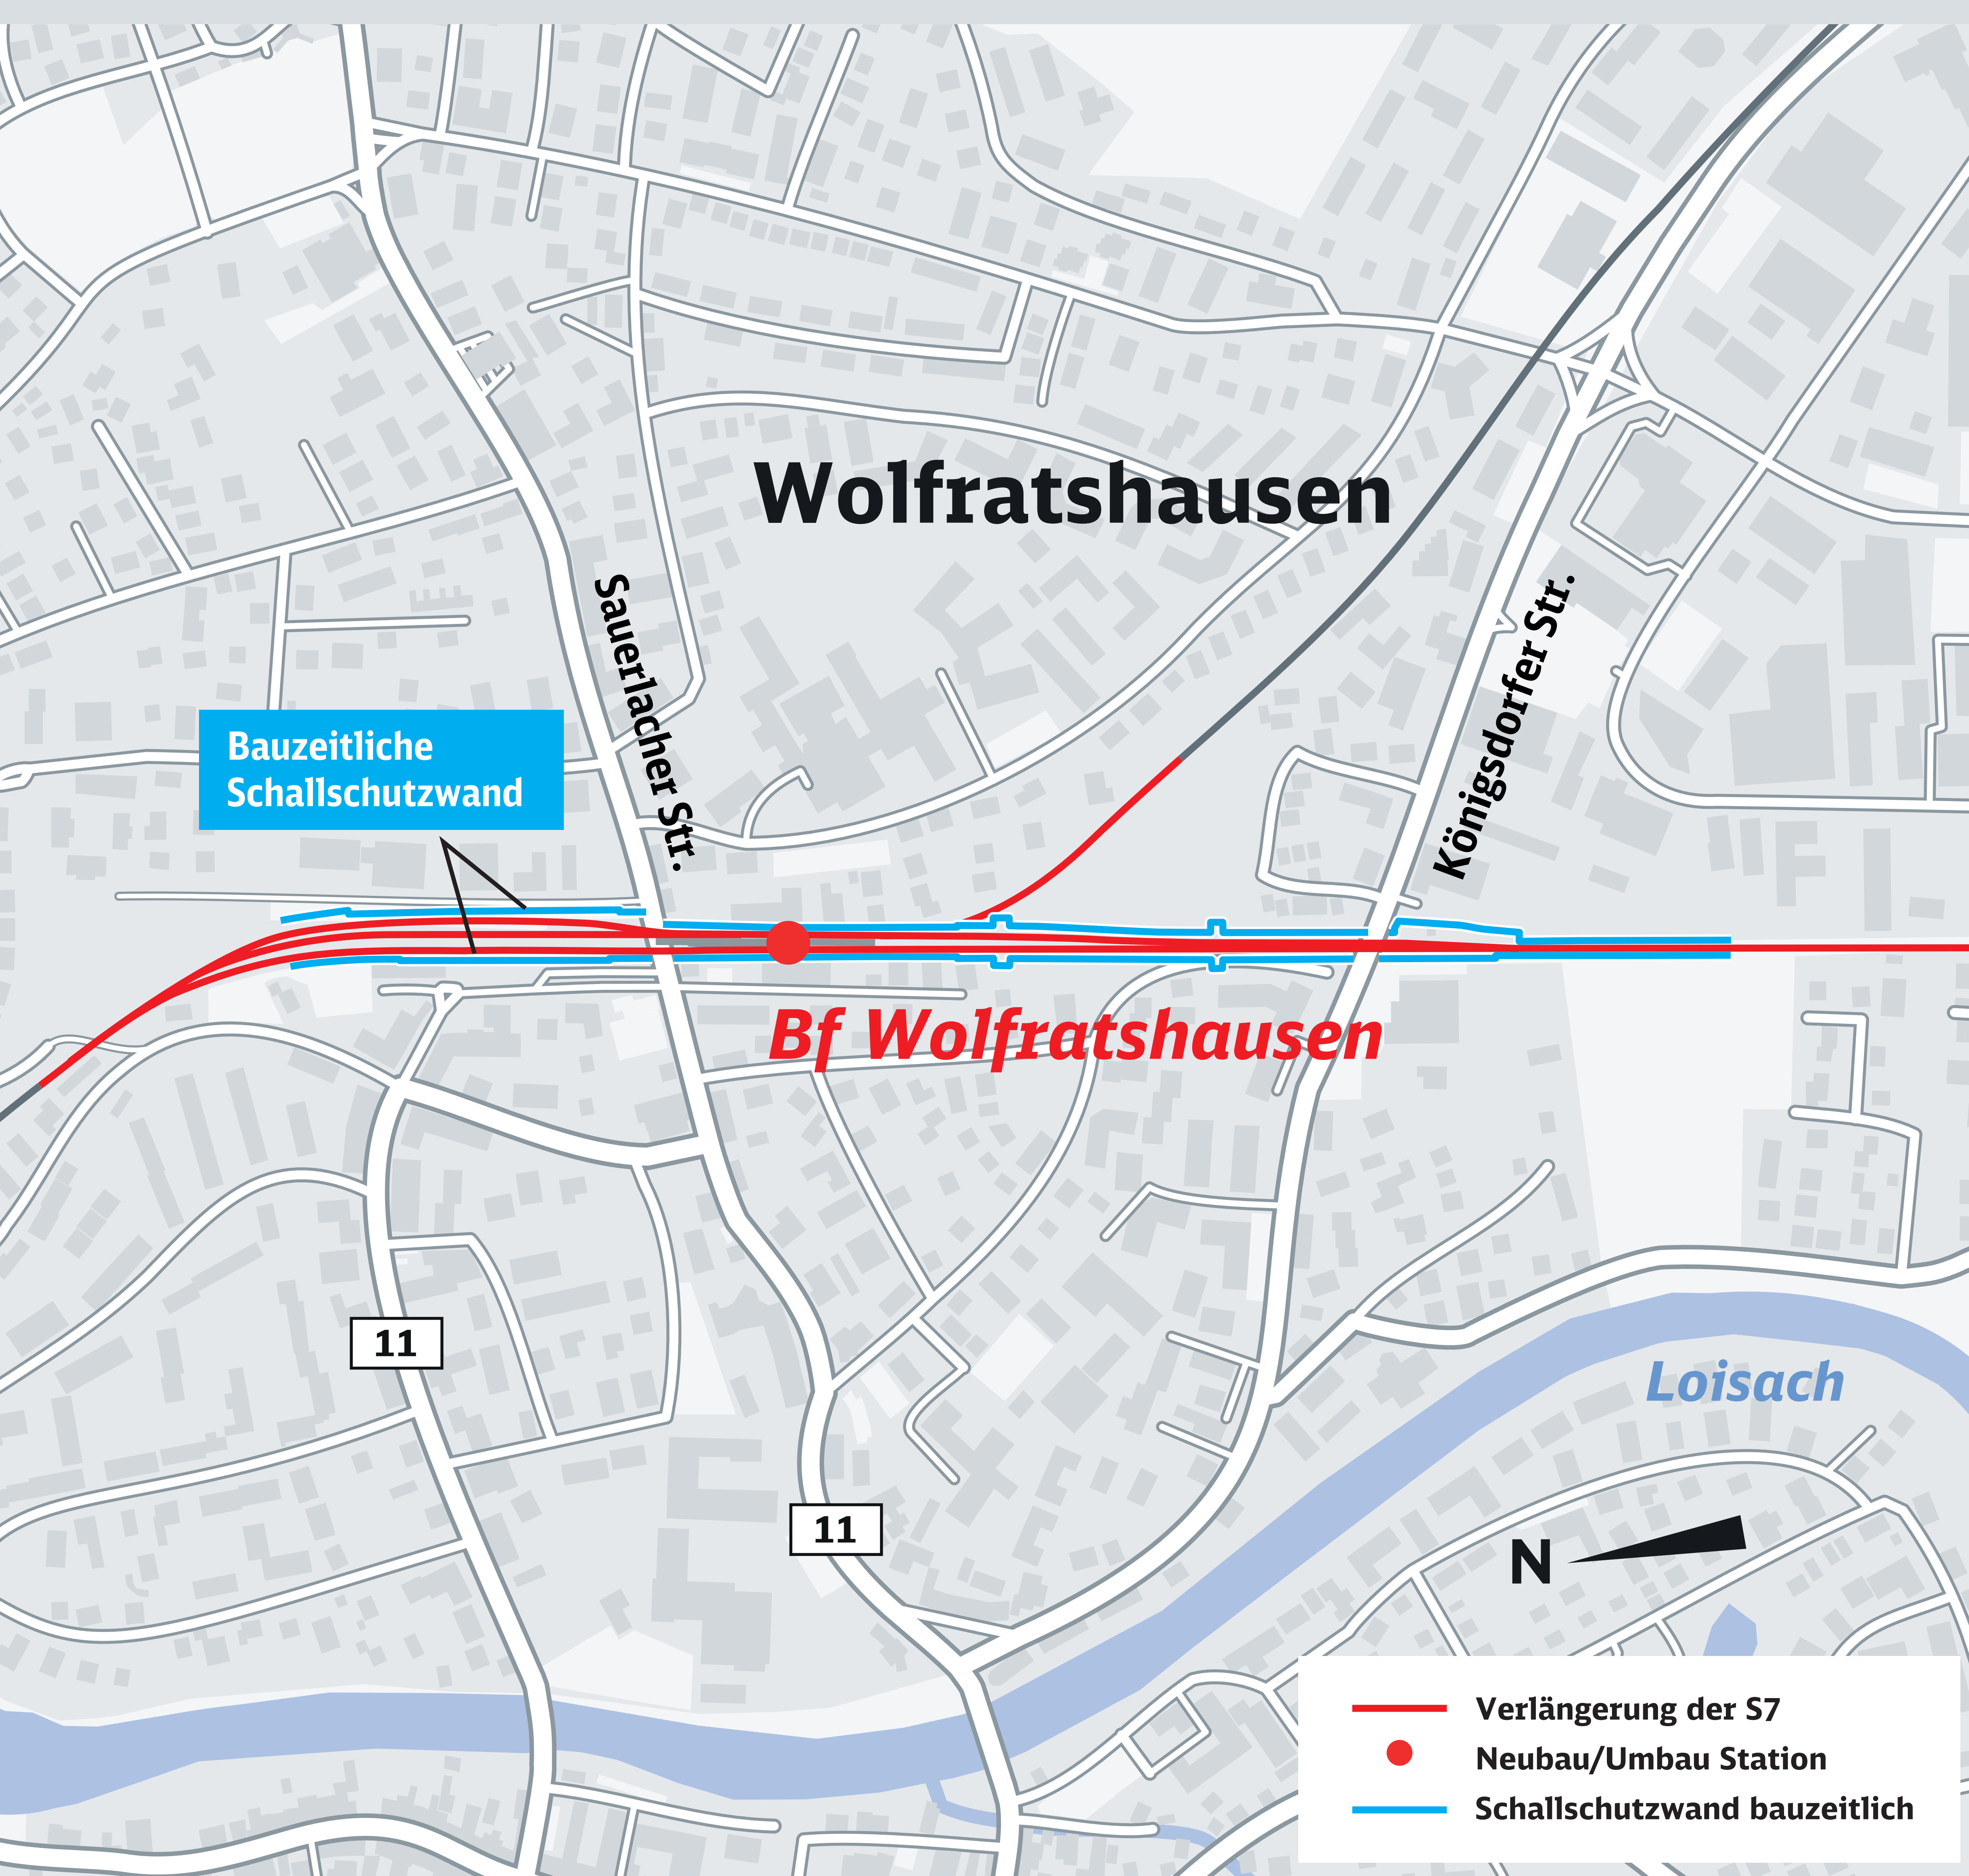 Wolfratshausen
Sauerlacher Str.
Königsdorfer Str.
Bauzeitliche
Schallschutzwand
Bf Wolfratshausen
11
Loisach
11
N
Verlängerung der S7
Neubau/Umbau Station
Schallschutzwand bauzeitlich